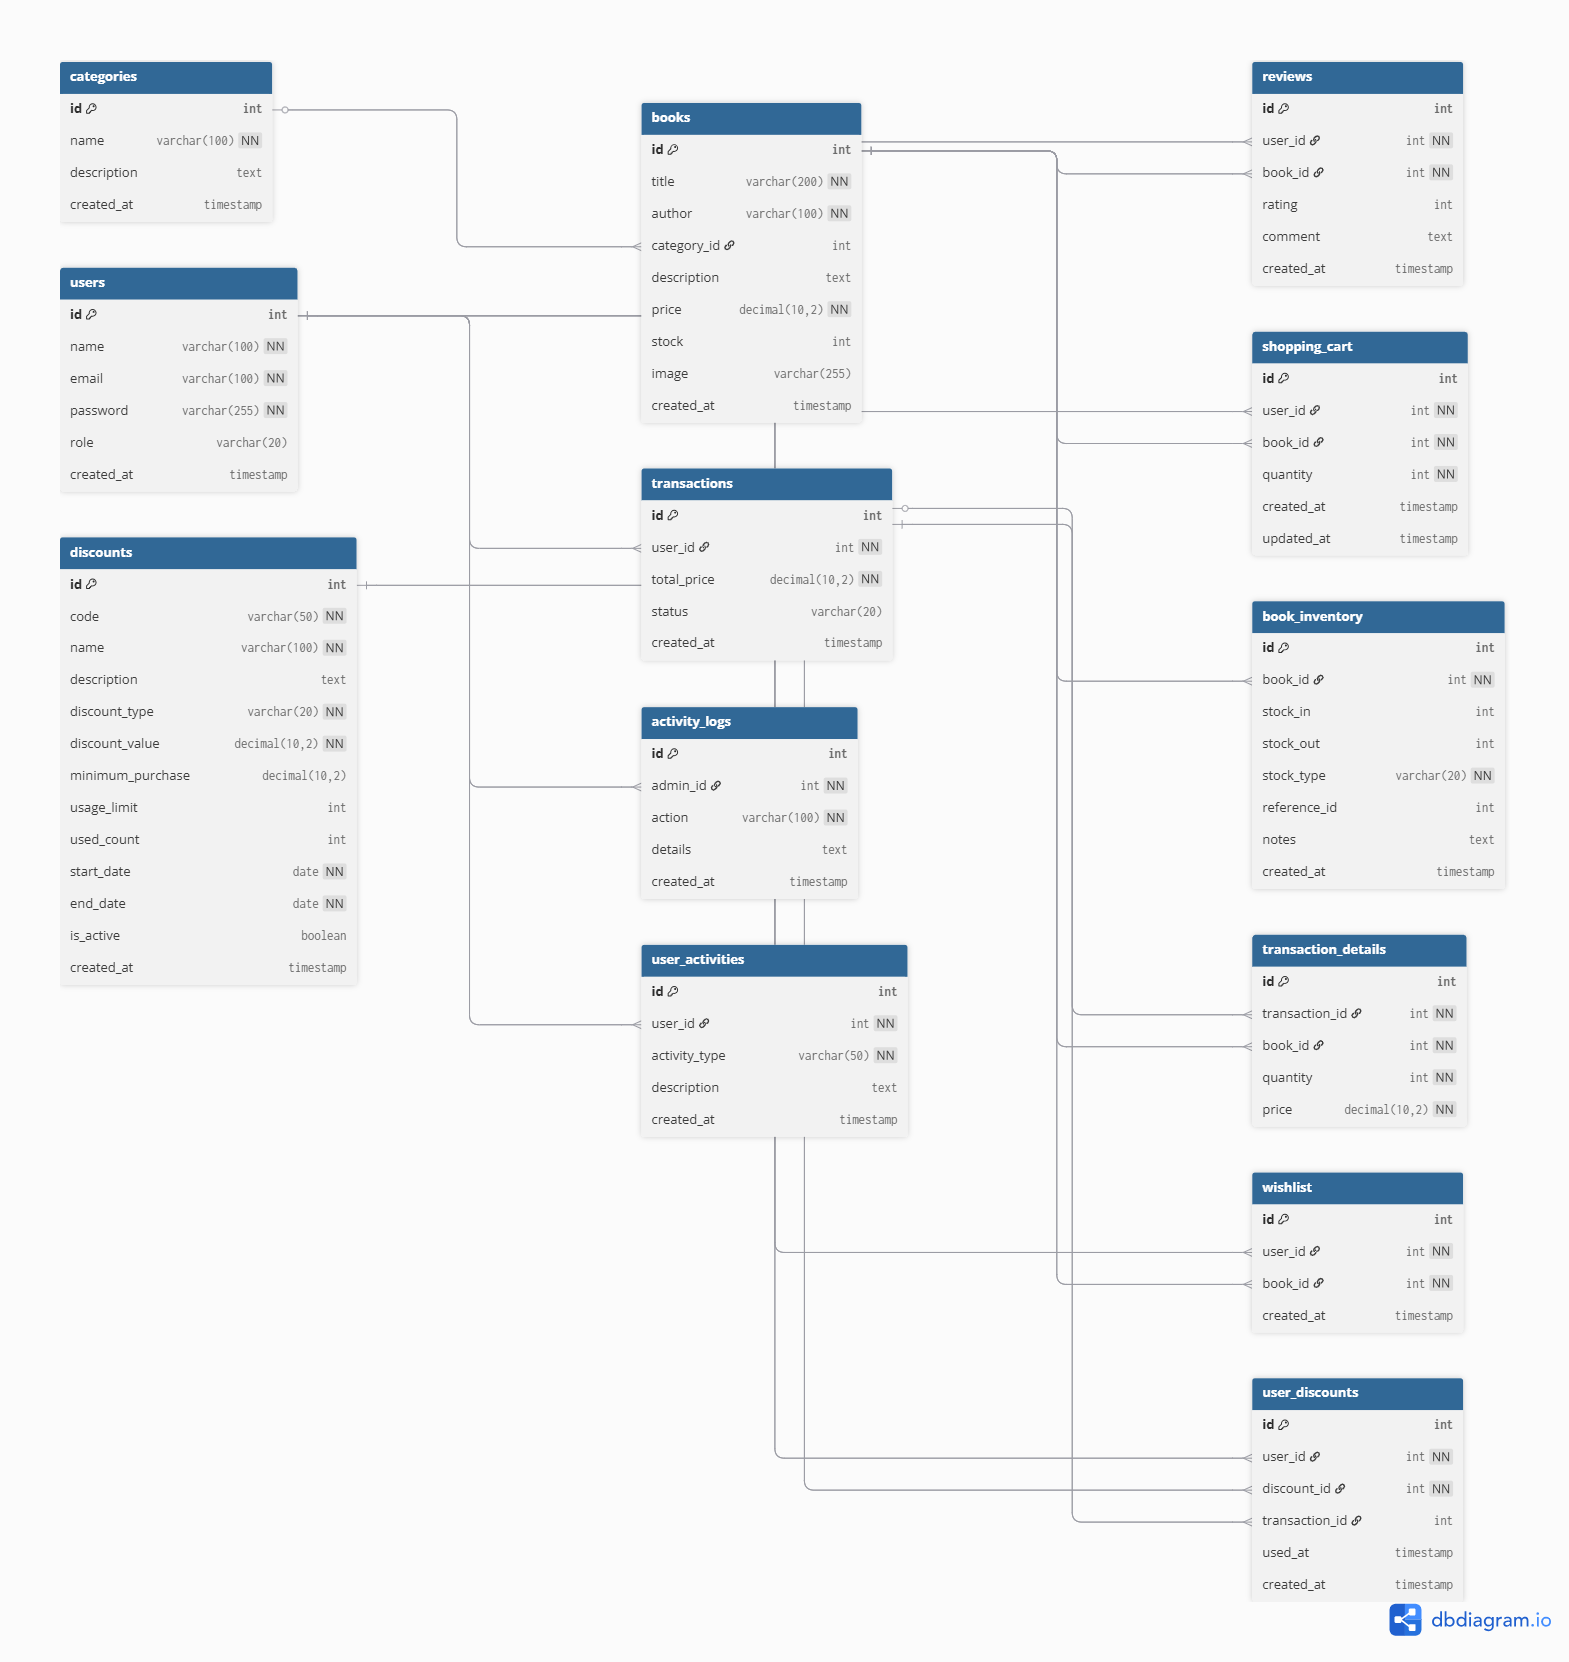 categories
id int
name varchar(100) NN
description text
created_at timestamp
users
id int
name varchar(100) NN
email varchar(100) NN
password varchar(255) NN
role varchar(20)
created_at timestamp
discounts
id int
code varchar(50) NN
name varchar(100) NN
description text
discount_type varchar(20) NN
discount_value decimal(10,2) NN
minimum_purchase decimal(10,2)
usage_limit int
used_count int
start_date date NN
end_date date NN
is_active boolean
created_at timestamp
books
id int
title varchar(200) NN
author varchar(100) NN
category_id int
description text
price decimal(10,2) NN
stock int
image varchar(255)
created_at timestamp
transactions
id int
user_id int NN
total_price decimal(10,2) NN
status varchar(20)
created_at timestamp
activity_logs
id int
admin_id int NN
action varchar(100) NN
details text
created_at timestamp
user_activities
id int
user_id int NN
activity_type varchar(50) NN
description text
created_at timestamp
reviews
id int
user_id int NN
book_id int NN
rating int
comment text
created_at timestamp
shopping_cart
id int
user_id int NN
book_id int NN
quantity int NN
created_at timestamp
updated_at timestamp
book_inventory
id int
book_id int NN
stock_in int
stock_out int
stock_type varchar(20) NN
reference_id int
notes text
created_at timestamp
transaction_details
id int
transaction_id int NN
book_id int NN
quantity int NN
price decimal(10,2) NN
wishlist
id int
user_id int NN
book_id int NN
created_at timestamp
user_discounts
id int
user_id int NN
discount_id int NN
transaction_id int
used_at timestamp
created_at timestamp
dbdiagram.io